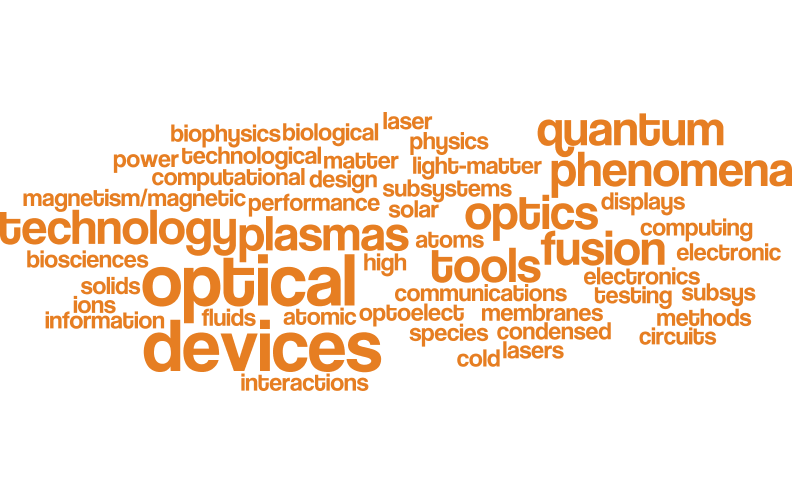 laser
biophysics biological
quantum
physics
power technological matter
light-matter
phenomena
computational design
subsystems
magnetism/magnetic performance
solar
optics
displays
technology
plasmas
atoms
computing
fusion
electronic
biosciences
high
tools
electronics
solids
optical
communications
testing
subsys
ions
information
fluids
atomic
optoelect
membranes
methods
species
condensed
circuits
devices
cold
lasers
interactions